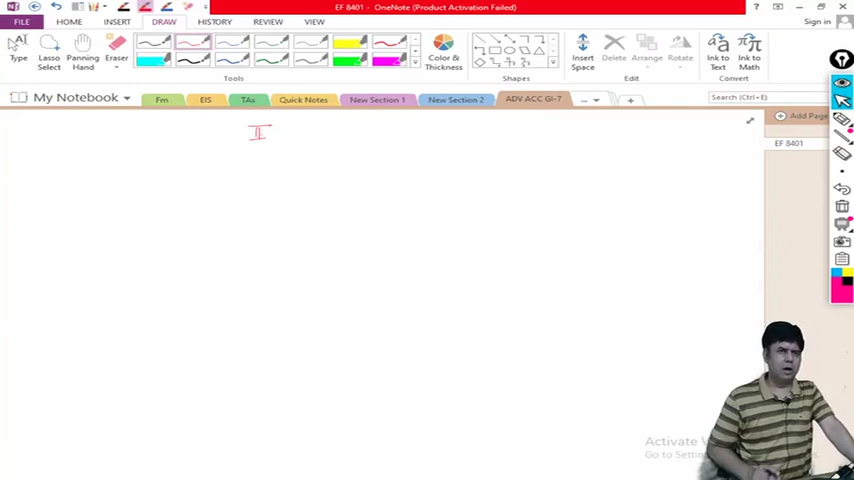 EF 8401 - OneNote (Product Activation Failed)
FILE HOME INSERT DRAW HISTORY REVIEW VIEW Sign in
Type
Lasso Select
Panning Hand
Eraser
Color & Thickness
Insert Space
Delete
Arrange
Rotate
Ink to Text
Ink to Math
Tools Shapes Edit Convert
My Notebook Fm EIS TAx Quick Notes New Section 1 New Section 2 ADV ACC GI-7 ... Search (Ctrl+E)
Add Page
EF 8401
II
Activate
Go to Setti